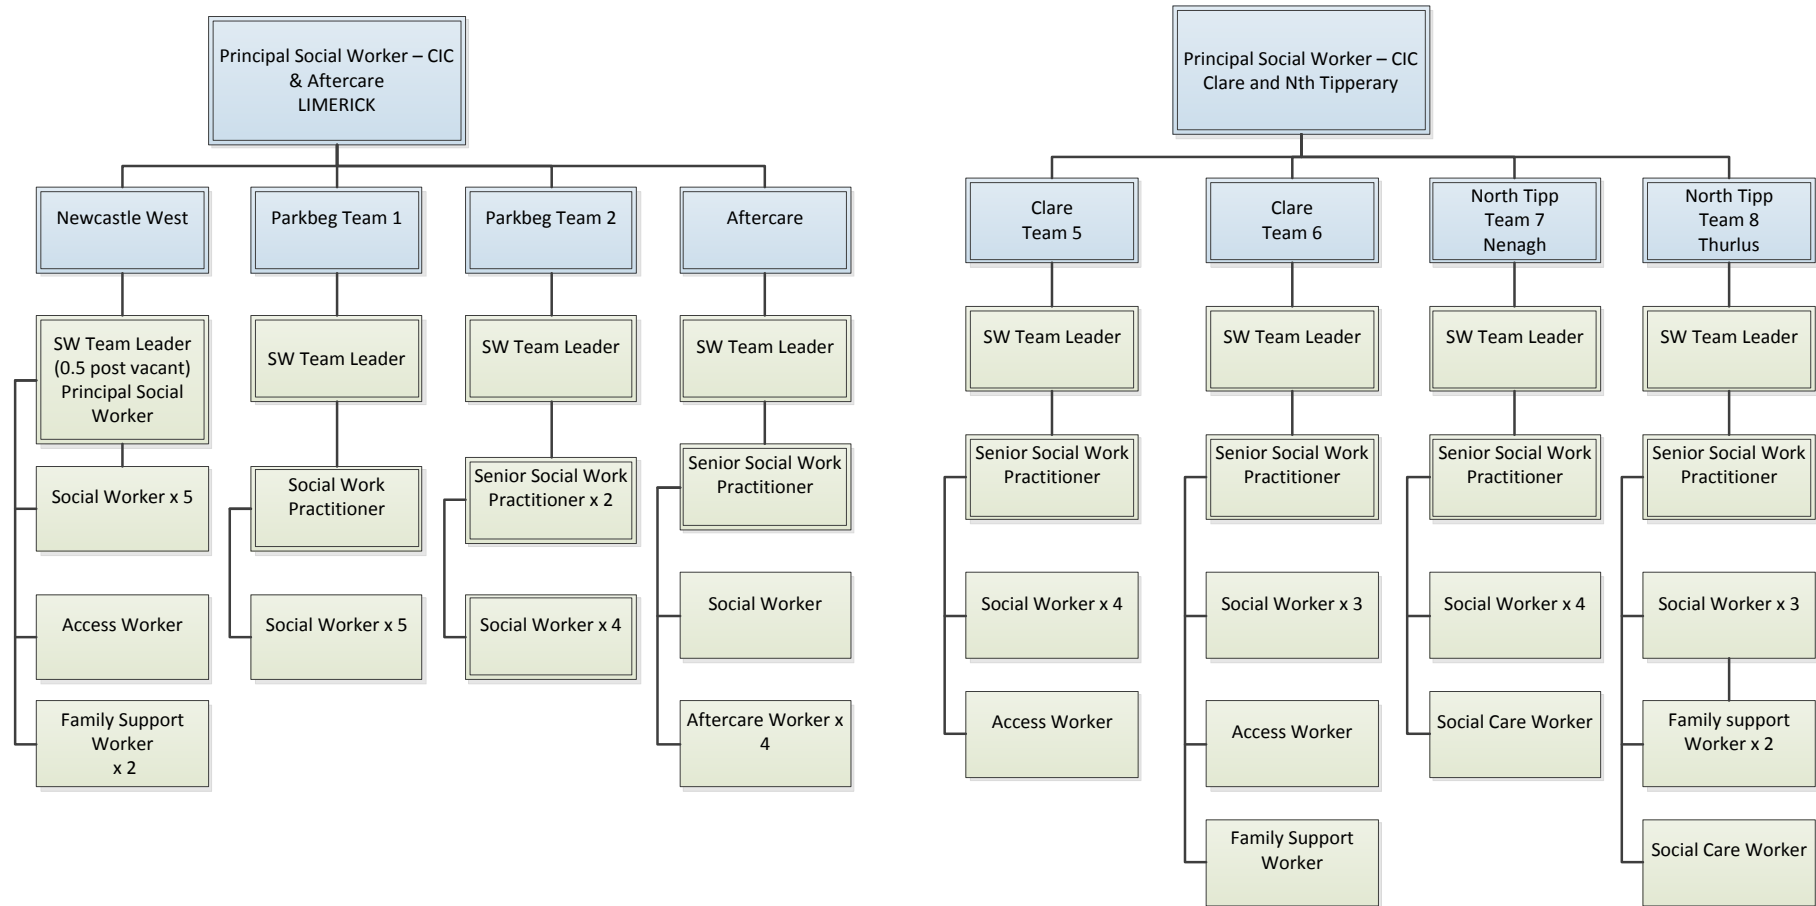 Principal Social Worker – CIC
& Aftercare
LIMERICK
Newcastle West
Parkbeg Team 1
Parkbeg Team 2
Aftercare
SW Team Leader
(0.5 post vacant)
Principal Social
Worker
SW Team Leader
SW Team Leader
SW Team Leader
Social Worker x 5
Social Work
Practitioner
Senior Social Work
Practitioner x 2
Senior Social Work
Practitioner
Access Worker
Social Worker x 5
Social Worker x 4
Social Worker
Family Support
Worker
x 2
Aftercare Worker x
4
Principal Social Worker – CIC
Clare and Nth Tipperary
Clare
Team 5
Clare
Team 6
North Tipp
Team 7
Nenagh
North Tipp
Team 8
Thurlus
SW Team Leader
SW Team Leader
SW Team Leader
SW Team Leader
Senior Social Work
Practitioner
Senior Social Work
Practitioner
Senior Social Work
Practitioner
Senior Social Work
Practitioner
Social Worker x 4
Social Worker x 3
Social Worker x 4
Social Worker x 3
Access Worker
Access Worker
Social Care Worker
Family support
Worker x 2
Family Support
Worker
Social Care Worker